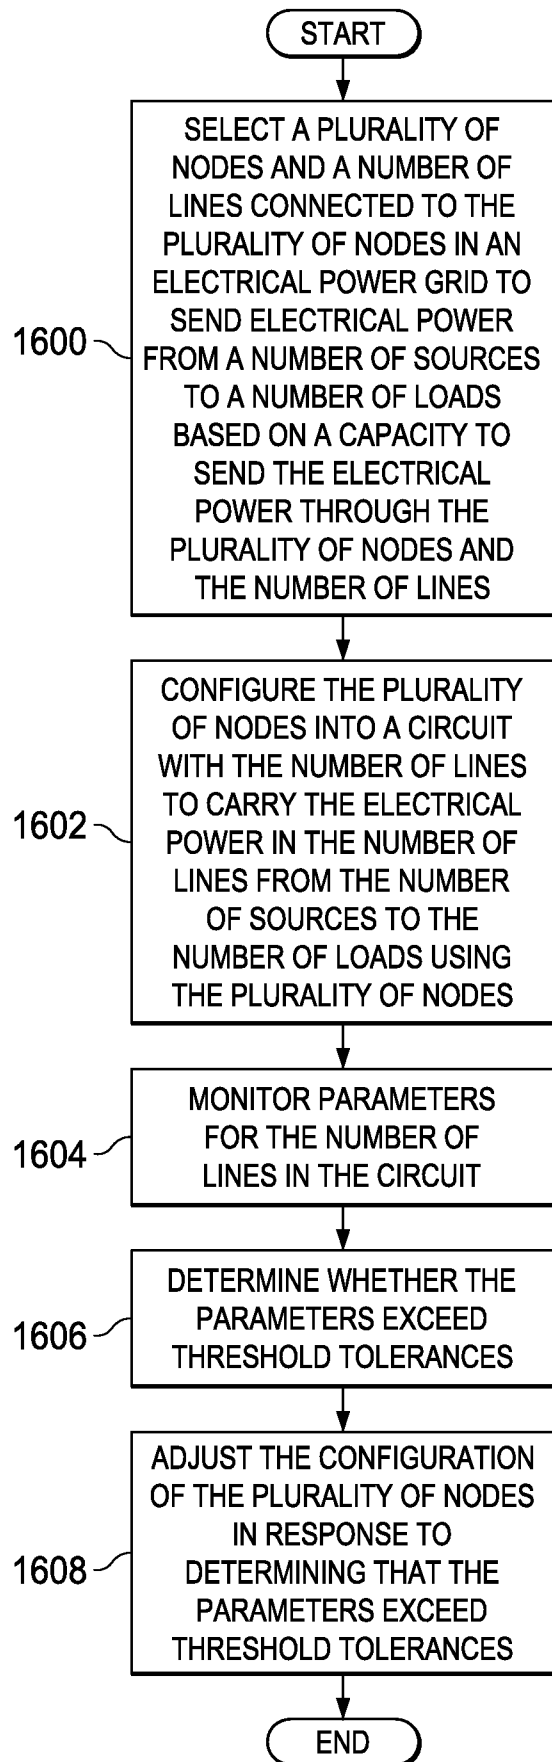 START
SELECT A PLURALITY OF
NODES AND A NUMBER OF
LINES CONNECTED TO THE
PLURALITY OF NODES IN AN
ELECTRICAL POWER GRID TO
SEND ELECTRICAL POWER
1600
FROM A NUMBER OF SOURCES
TO A NUMBER OF LOADS
BASED ON A CAPACITY TO
SEND THE ELECTRICAL
POWER THROUGH THE
PLURALITY OF NODES AND
THE NUMBER OF LINES
CONFIGURE THE PLURALITY
OF NODES INTO A CIRCUIT
WITH THE NUMBER OF LINES
TO CARRY THE ELECTRICAL
1602
POWER IN THE NUMBER OF
LINES FROM THE NUMBER
OF SOURCES TO THE
NUMBER OF LOADS USING
THE PLURALITY OF NODES
MONITOR PARAMETERS
FOR THE NUMBER OF
1604
LINES IN THE CIRCUIT
DETERMINE WHETHER THE
PARAMETERS EXCEED
1606
THRESHOLD TOLERANCES
ADJUST THE CONFIGURATION
OF THE PLURALITY OF NODES
IN RESPONSE TO
1608
DETERMINING THAT THE
PARAMETERS EXCEED
THRESHOLD TOLERANCES
END